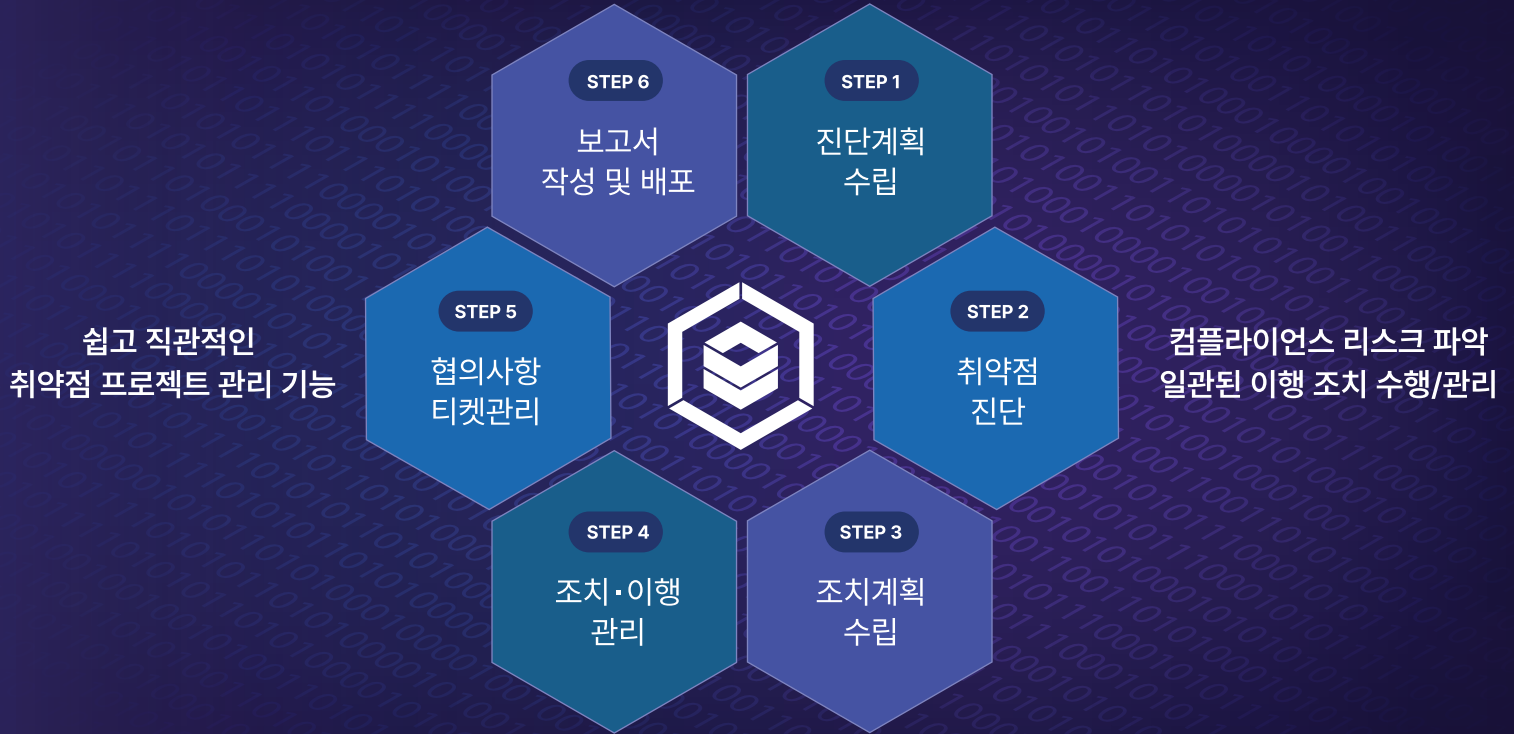 STEP 6
보고서
작성 및 배포
STEP 1
진단계획
수립
STEP 5
협의사항
티켓관리
STEP 2
취약점
진단
쉽고 직관적인
취약점 프로젝트 관리 기능
컴플라이언스 리스크 파악
일관된 이행 조치 수행/관리
STEP 4
조치·이행
관리
STEP 3
조치계획
수립